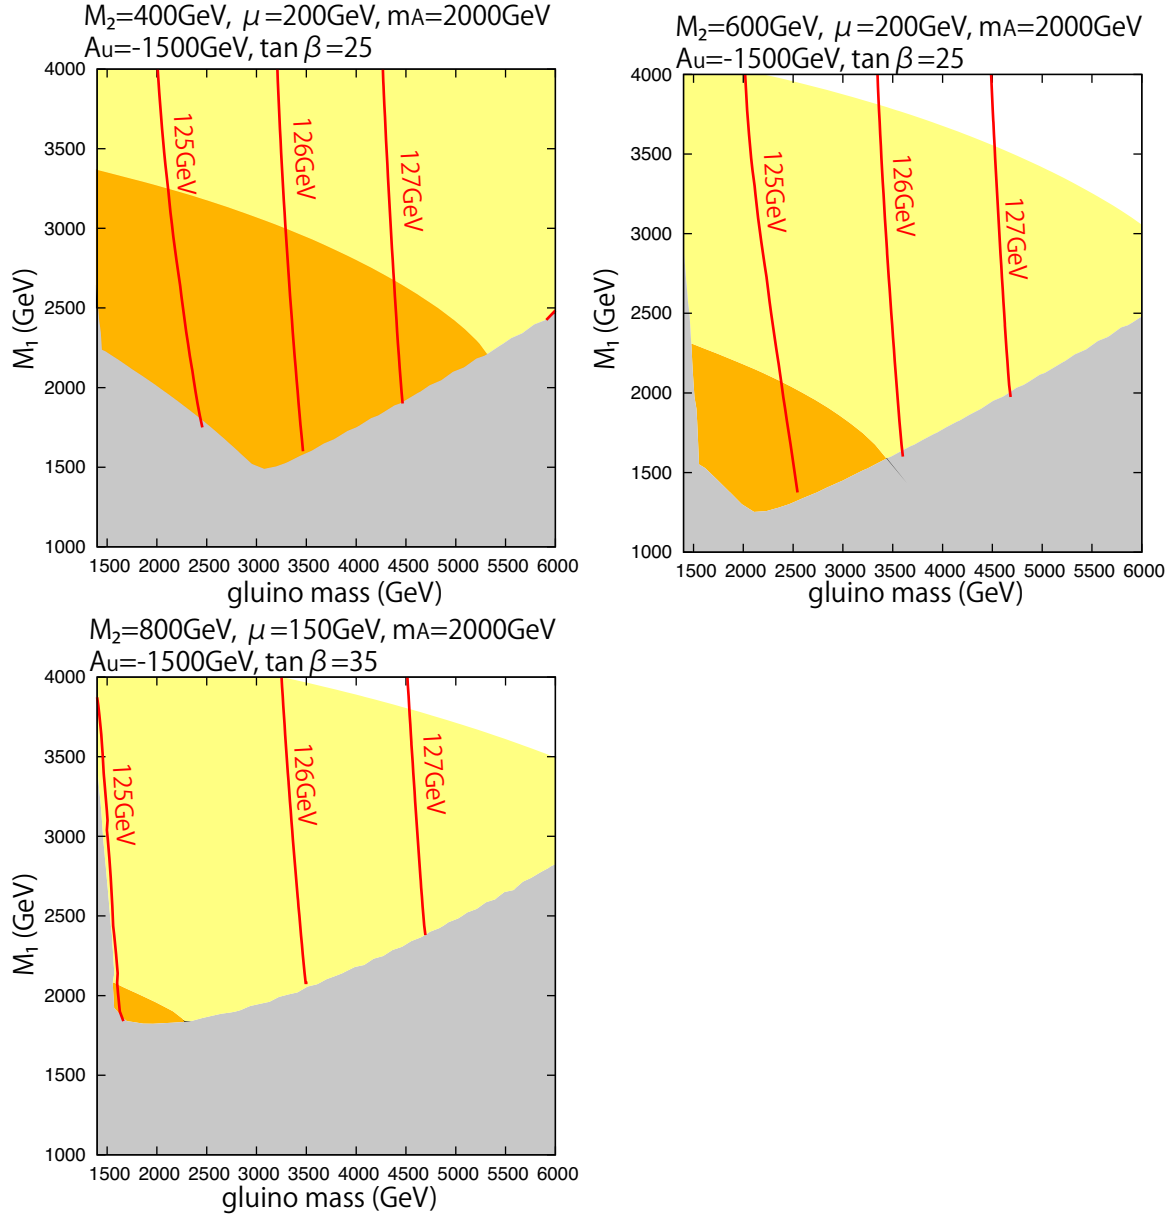 M₂=400GeV, μ=200GeV, mA=2000GeV
Au=-1500GeV, tan β=25
4000
3500
3000
2500
2000
1500
1000
M₁ (GeV)
125GeV
126GeV
127GeV
1500 2000 2500 3000 3500 4000 4500 5000 5500 6000
gluino mass (GeV)
M₂=600GeV, μ=200GeV, mA=2000GeV
Au=-1500GeV, tan β=25
4000
3500
3000
2500
2000
1500
1000
M₁ (GeV)
125GeV
126GeV
127GeV
1500 2000 2500 3000 3500 4000 4500 5000 5500 6000
gluino mass (GeV)
M₂=800GeV, μ=150GeV, mA=2000GeV
Au=-1500GeV, tan β=35
4000
3500
3000
2500
2000
1500
1000
M₁ (GeV)
125GeV
126GeV
127GeV
1500 2000 2500 3000 3500 4000 4500 5000 5500 6000
gluino mass (GeV)